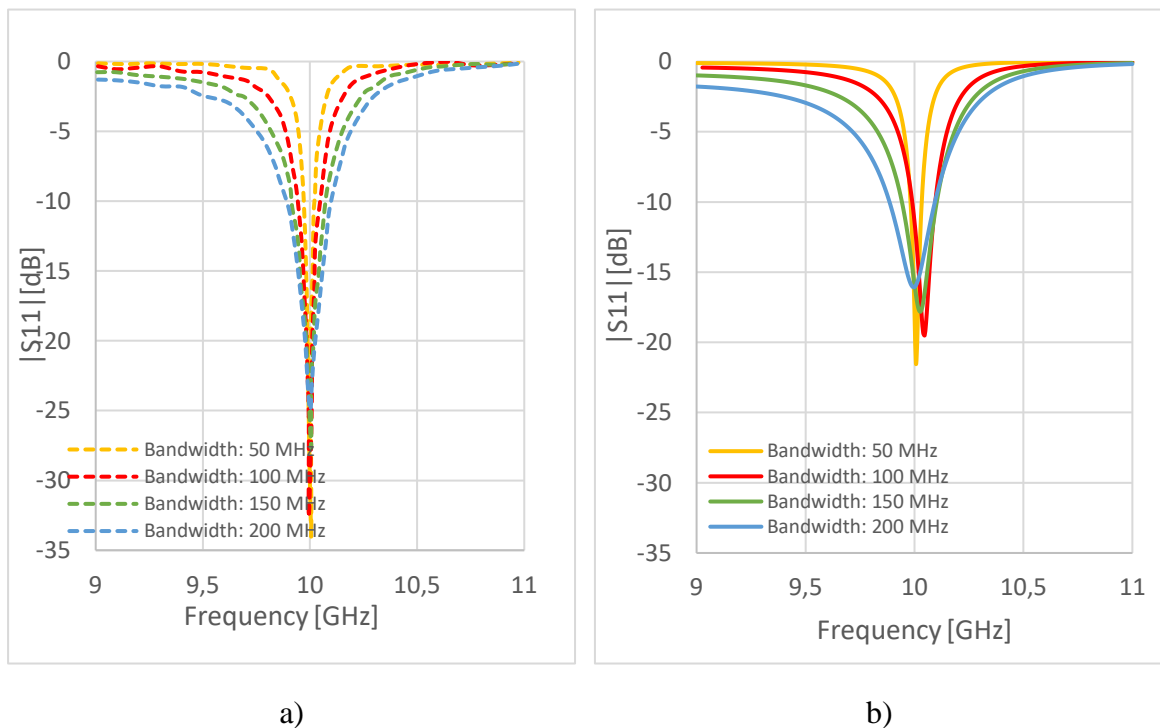 0
-5
-10
-15
-20
-25
-30
-35
|S11| [dB]
Bandwidth: 50 MHz
Bandwidth: 100 MHz
Bandwidth: 150 MHz
Bandwidth: 200 MHz
9
9,5
10
10,5
11
Frequency [GHz]
a)
0
-5
-10
-15
-20
-25
-30
-35
|S11| [dB]
Bandwidth: 50 MHz
Bandwidth: 100 MHz
Bandwidth: 150 MHz
Bandwidth: 200 MHz
9
9,5
10
10,5
11
Frequency [GHz]
b)